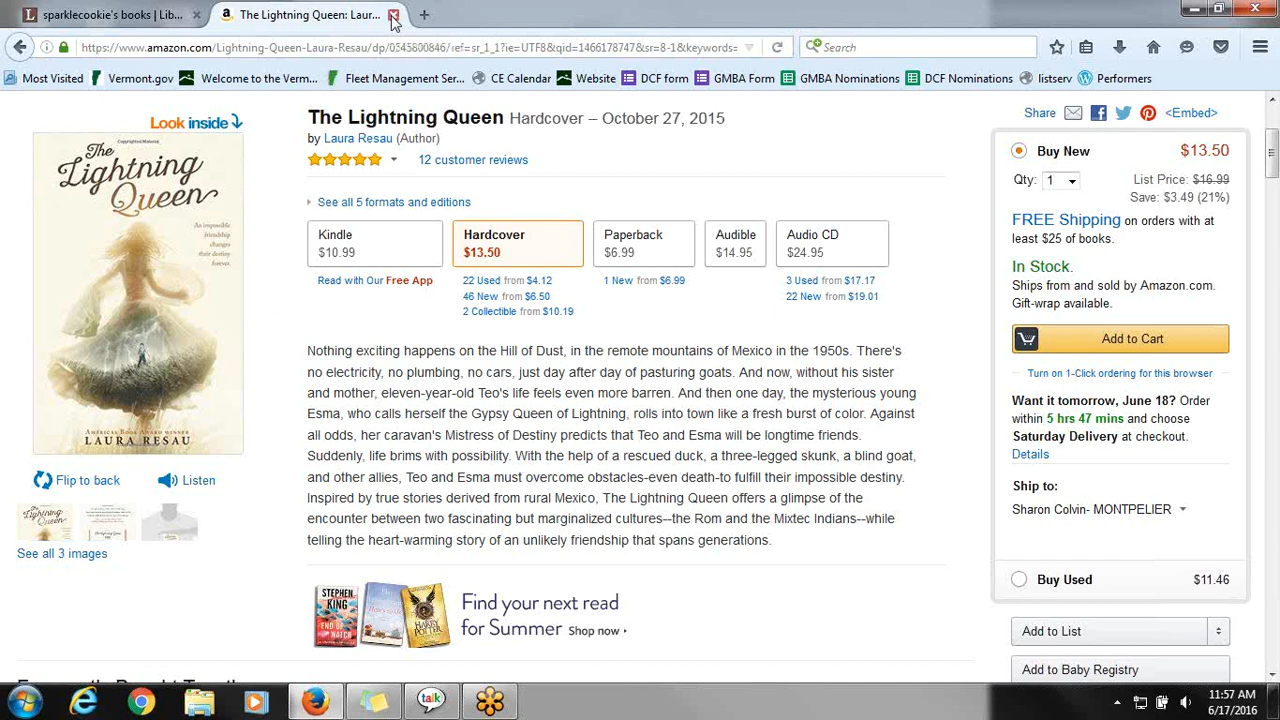 sparklecookie's books | Lib...
The Lightning Queen: Laur...
https://www.amazon.com/Lightning-Queen-Laura-Resau/dp/0545800846/ref=sr_1_1?ie=UTF8&qid=1466178747&sr=8-1&keywords=
Search
Most Visited
Vermont.gov
Welcome to the Verm...
Fleet Management Ser...
CE Calendar
Website
DCF form
GMBA Form
GMBA Nominations
DCF Nominations
listserv
Performers
Look inside
Copyrighted Material
The
Lightning
Queen
An impossible
friendship
changes
their destiny
forever.
Américas Book Award Winner
LAURA RESAU
Flip to back
Listen
See all 3 images
The Lightning Queen Hardcover – October 27, 2015
by Laura Resau (Author)
12 customer reviews
See all 5 formats and editions
Kindle
$10.99
Hardcover
$13.50
Paperback
$6.99
Audible
$14.95
Audio CD
$24.95
Read with Our Free App
22 Used from $4.12
46 New from $6.50
2 Collectible from $10.19
1 New from $6.99
3 Used from $17.17
22 New from $19.01
Nothing exciting happens on the Hill of Dust, in the remote mountains of Mexico in the 1950s. There's
no electricity, no plumbing, no cars, just day after day of pasturing goats. And now, without his sister
and mother, eleven-year-old Teo's life feels even more barren. And then one day, the mysterious young
Esma, who calls herself the Gypsy Queen of Lightning, rolls into town like a fresh burst of color. Against
all odds, her caravan's Mistress of Destiny predicts that Teo and Esma will be longtime friends.
Suddenly, life brims with possibility. With the help of a rescued duck, a three-legged skunk, a blind goat,
and other allies, Teo and Esma must overcome obstacles-even death-to fulfill their impossible destiny.
Inspired by true stories derived from rural Mexico, The Lightning Queen offers a glimpse of the
encounter between two fascinating but marginalized cultures--the Rom and the Mixtec Indians--while
telling the heart-warming story of an unlikely friendship that spans generations.
STEPHEN
KING
END OF
WATCH
HARRY
POTTER
Find your next read
for Summer Shop now ›
Share
<Embed>
Buy New
$13.50
Qty: 1
List Price: $16.99
Save: $3.49 (21%)
FREE Shipping on orders with at
least $25 of books.
In Stock.
Ships from and sold by Amazon.com.
Gift-wrap available.
Add to Cart
Turn on 1-Click ordering for this browser
Want it tomorrow, June 18? Order
within 5 hrs 47 mins and choose
Saturday Delivery at checkout.
Details
Ship to:
Sharon Colvin- MONTPELIER
Buy Used
$11.46
Add to List
Add to Baby Registry
talk
11:57 AM
6/17/2016